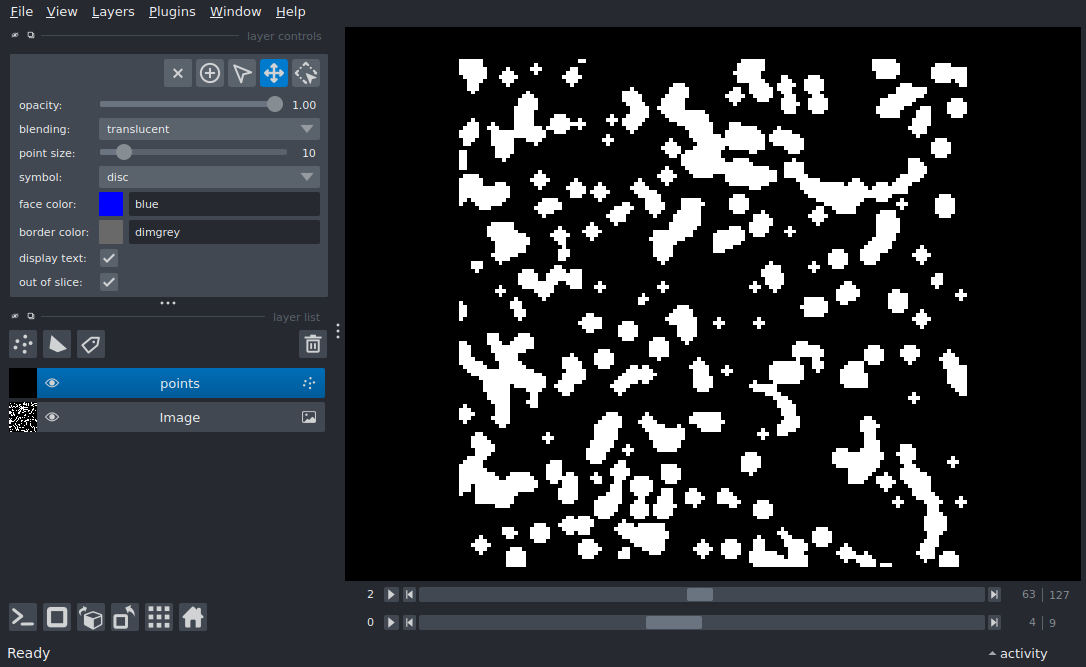 File View Layers Plugins Window Help
layer controls
opacity: 1.00
blending: translucent
point size: 10
symbol: disc
face color: blue
border color: dimgrey
display text:
out of slice:
layer list
points
Image
2 63 127
0 4 9
Ready activity